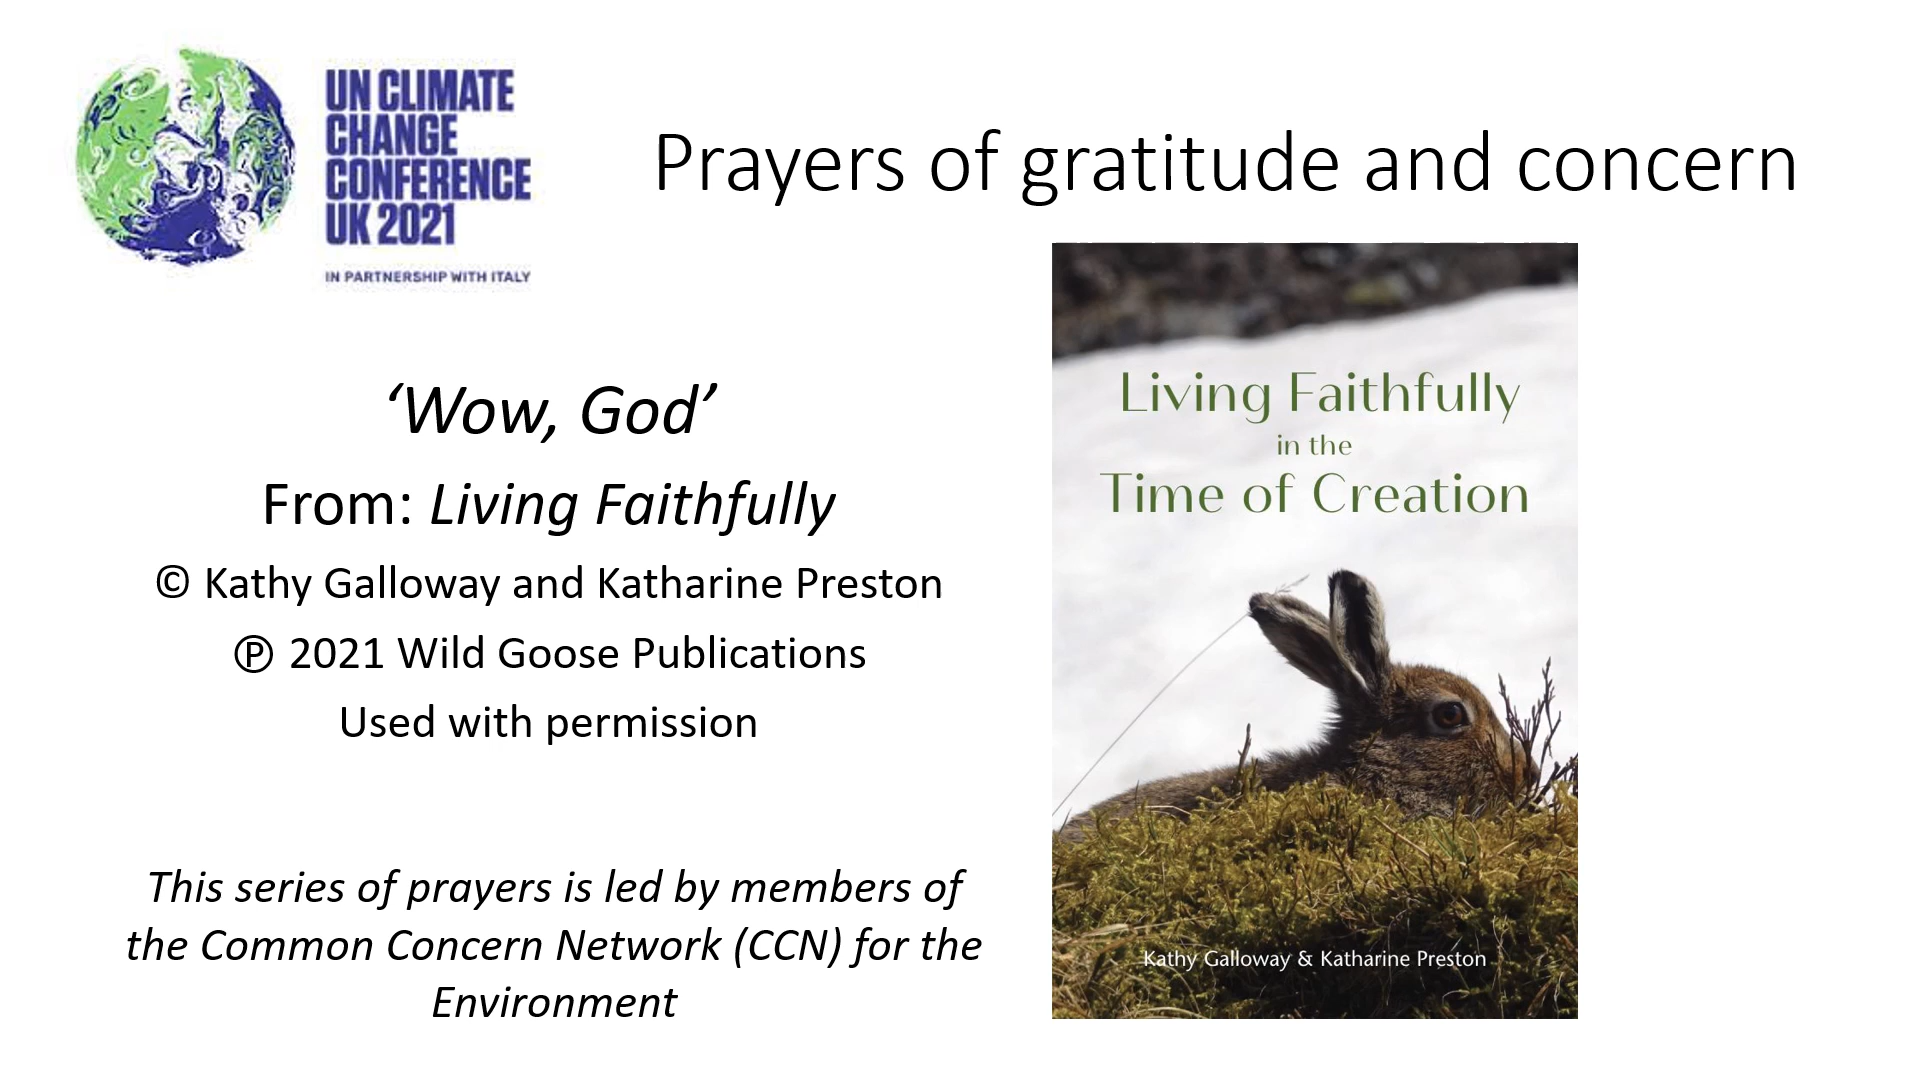 UN CLIMATE
CHANGE
CONFERENCE
UK 2021
IN PARTNERSHIP WITH ITALY
Prayers of gratitude and concern
‘Wow, God’
From: Living Faithfully
© Kathy Galloway and Katharine Preston
Ⓟ 2021 Wild Goose Publications
Used with permission
This series of prayers is led by members of
the Common Concern Network (CCN) for the
Environment
Living Faithfully
in the
Time of Creation
Kathy Galloway & Katharine Preston